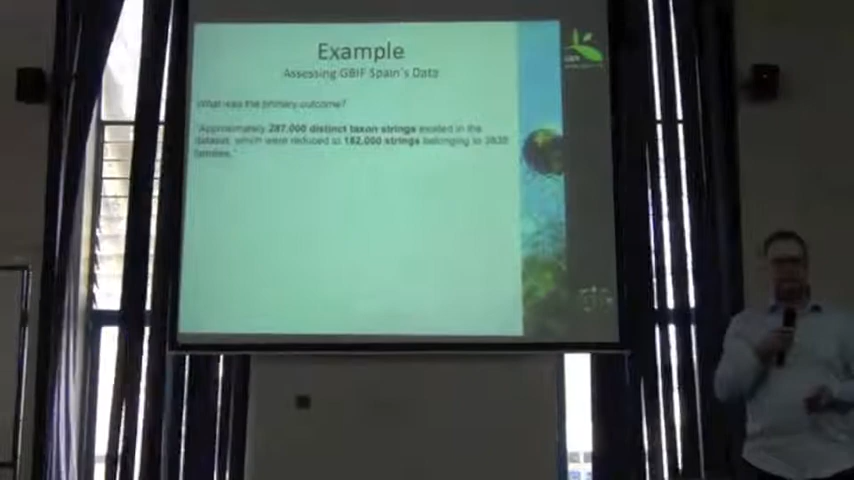 Example
Assessing GBIF Spain's Data
What was the primary outcome?
"Approximately 287.000 distinct taxon strings existed in the
dataset, which were reduced to 182.000 strings belonging to
families."